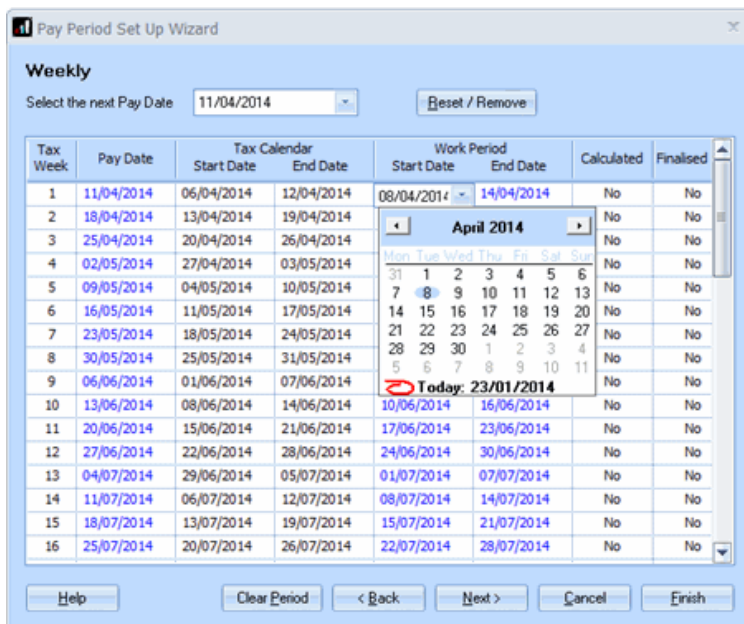 Pay Period Set Up Wizard
Weekly
Select the next Pay Date 11/04/2014 Reset / Remove
Tax Week Pay Date Tax Calendar Start Date End Date Work Period Start Date End Date Calculated Finalised
1 11/04/2014 06/04/2014 12/04/2014 08/04/2014 14/04/2014 No No
2 18/04/2014 13/04/2014 19/04/2014 No No
3 25/04/2014 20/04/2014 26/04/2014 No No
4 02/05/2014 27/04/2014 03/05/2014 No No
5 09/05/2014 04/05/2014 10/05/2014 No No
6 16/05/2014 11/05/2014 17/05/2014 No No
7 23/05/2014 18/05/2014 24/05/2014 No No
8 30/05/2014 25/05/2014 31/05/2014 No No
9 06/06/2014 01/06/2014 07/06/2014 No No
April 2014
Mon Tue Wed Thu Fri Sat Sun
31 1 2 3 4 5 6
7 8 9 10 11 12 13
14 15 16 17 18 19 20
21 22 23 24 25 26 27
28 29 30 1 2 3 4
5 6 7 8 9 10 11
Today: 23/01/2014
10 13/06/2014 08/06/2014 14/06/2014 10/06/2014 16/06/2014 No No
11 20/06/2014 15/06/2014 21/06/2014 17/06/2014 23/06/2014 No No
12 27/06/2014 22/06/2014 28/06/2014 24/06/2014 30/06/2014 No No
13 04/07/2014 29/06/2014 05/07/2014 01/07/2014 07/07/2014 No No
14 11/07/2014 06/07/2014 12/07/2014 08/07/2014 14/07/2014 No No
15 18/07/2014 13/07/2014 19/07/2014 15/07/2014 21/07/2014 No No
16 25/07/2014 20/07/2014 26/07/2014 22/07/2014 28/07/2014 No No
Help Clear Period < Back Next > Cancel Finish